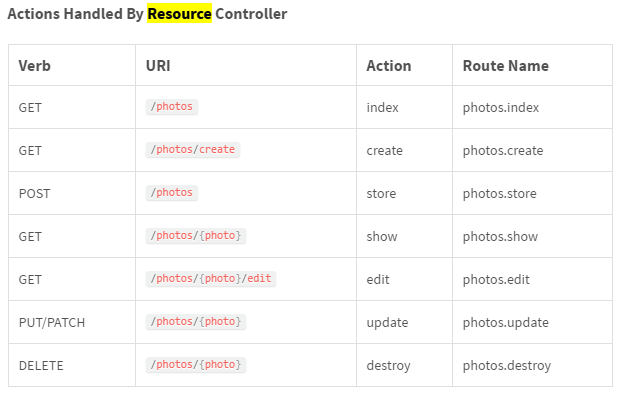 Actions Handled By Resource Controller
Verb URI Action Route Name
GET /photos index photos.index
GET /photos/create create photos.create
POST /photos store photos.store
GET /photos/{photo} show photos.show
GET /photos/{photo}/edit edit photos.edit
PUT/PATCH /photos/{photo} update photos.update
DELETE /photos/{photo} destroy photos.destroy